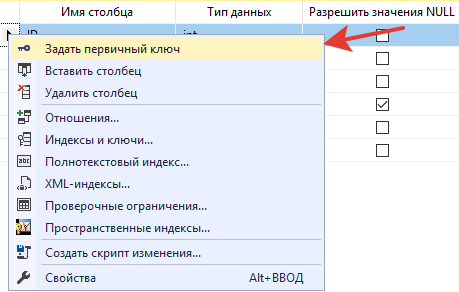 Имя столбца Тип данных Разрешить значения NULL
ID int
Задать первичный ключ
Вставить столбец
Удалить столбец
Отношения...
Индексы и ключи...
Полнотекстовый индекс...
XML-индексы...
Проверочные ограничения...
Пространственные индексы...
Создать скрипт изменения...
Свойства Alt+ВВОД